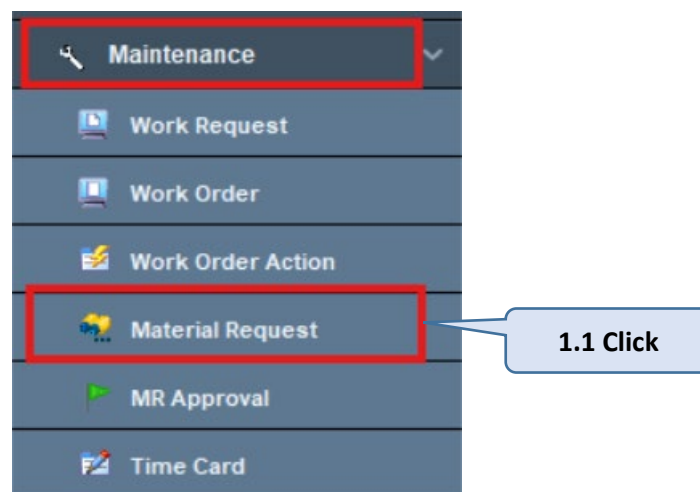 Maintenance
Work Request
Work Order
Work Order Action
Material Request
1.1 Click
MR Approval
Time Card